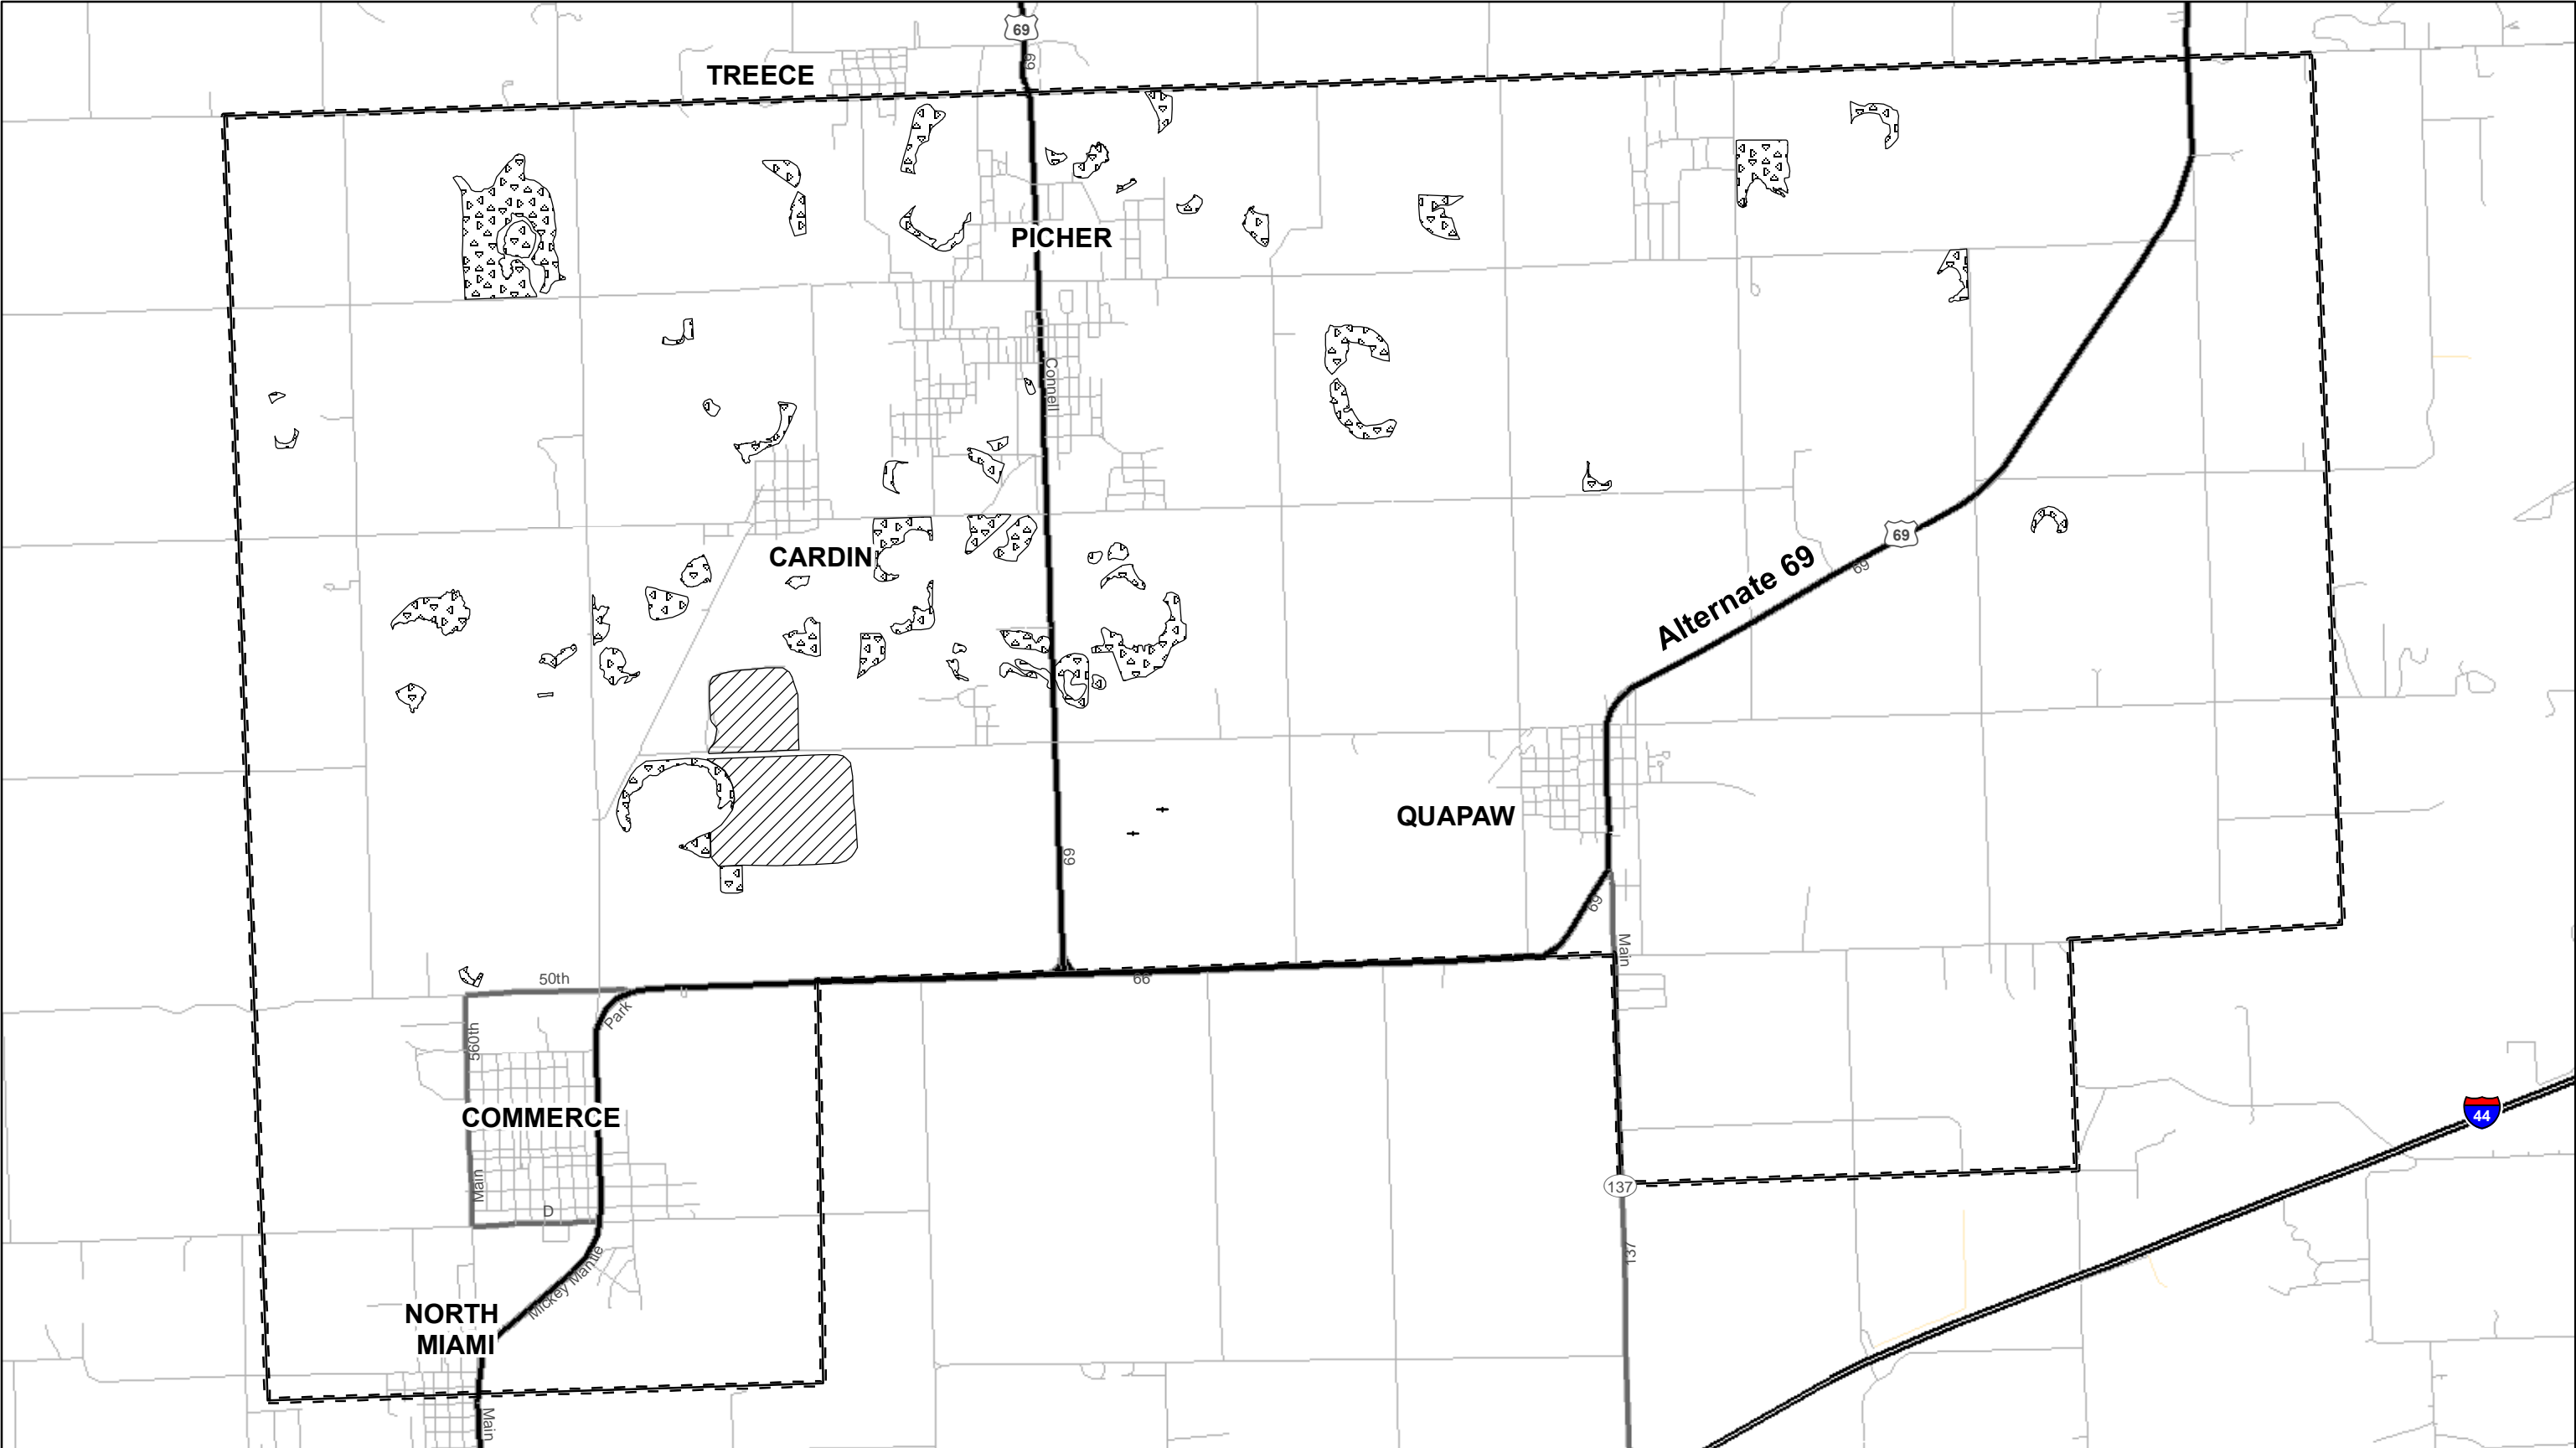 69
69
TREECE
PICHER
Connell
69
CARDIN
Alternate 69
69
QUAPAW
69
69
Main
50th
66
Park
560th
COMMERCE
44
Main
137
D
137
Mickey Mantle
NORTH
MIAMI
Main